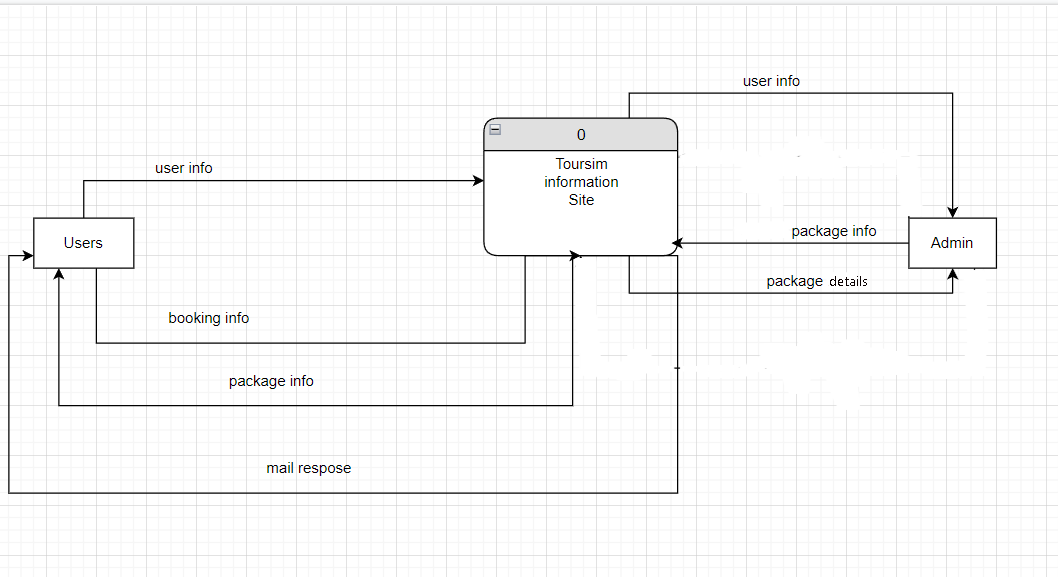 user info
0
Toursim
information
Site
user info
Users
package info
Admin
package details
booking info
package info
mail respose